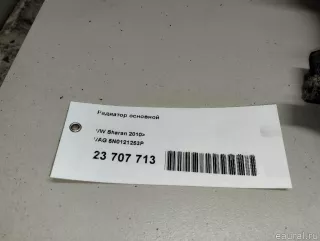 Радиатор основной
VW Sharan 2010>
VAG 5N0121253P
23 707 713